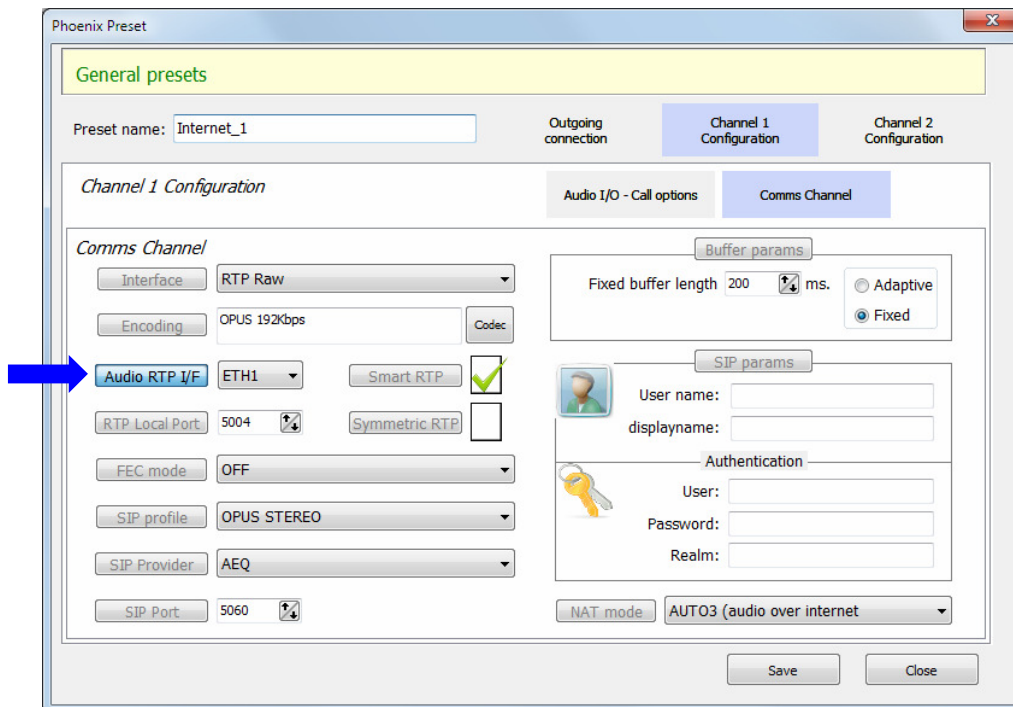 Phoenix Preset
General presets
Preset name: Internet_1
Outgoing
connection
Channel 1
Configuration
Channel 2
Configuration
Channel 1 Configuration
Audio I/O - Call options
Comms Channel
Comms Channel
Interface RTP Raw
Encoding OPUS 192Kbps Codec
Audio RTP I/F ETH1 Smart RTP
RTP Local Port 5004 Symmetric RTP
FEC mode OFF
SIP profile OPUS STEREO
SIP Provider AEQ
SIP Port 5060
Buffer params
Fixed buffer length 200 ms.
Adaptive
Fixed
SIP params
User name:
displayname:
Authentication
User:
Password:
Realm:
NAT mode AUTO3 (audio over internet
Save Close